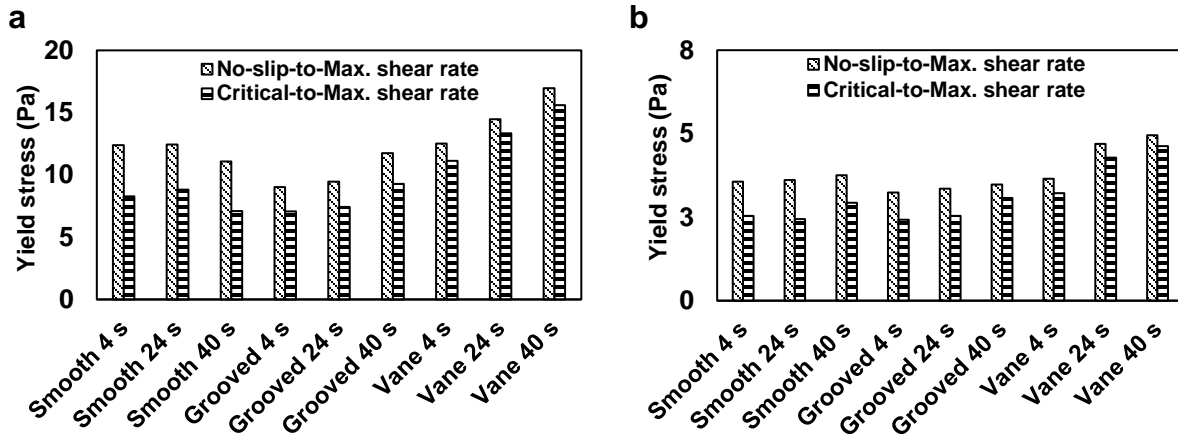 a
20
15
10
5
0
Yield stress (Pa)
No-slip-to-Max. shear rate
Critical-to-Max. shear rate
Smooth 4 s
Smooth 24 s
Smooth 40 s
Grooved 4 s
Grooved 24 s
Grooved 40 s
Vane 4 s
Vane 24 s
Vane 40 s
b
8
5
3
0
Yield stress (Pa)
No-slip-to-Max. shear rate
Critical-to-Max. shear rate
Smooth 4 s
Smooth 24 s
Smooth 40 s
Grooved 4 s
Grooved 24 s
Grooved 40 s
Vane 4 s
Vane 24 s
Vane 40 s